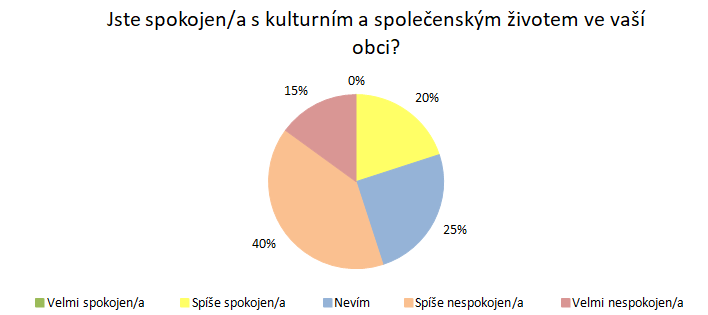 Jste spokojen/a s kulturním a společenským životem ve vaší
obci?
0%
15%
20%
25%
40%
Velmi spokojen/a Spíše spokojen/a Nevím Spíše nespokojen/a Velmi nespokojen/a